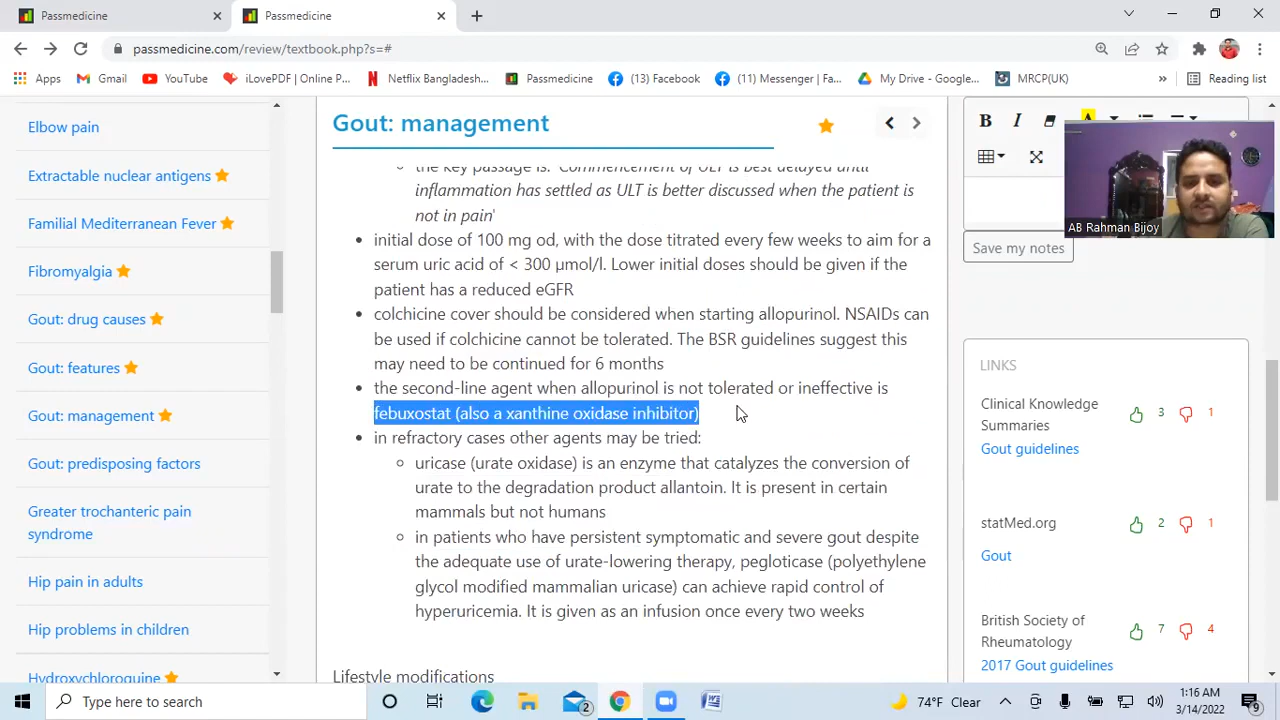 Passmedicine
Passmedicine
passmedicine.com/review/textbook.php?s=#
Apps
Gmail
YouTube
iLovePDF | Online P...
Netflix Bangladesh...
Passmedicine
(13) Facebook
(11) Messenger | Fa...
My Drive - Google...
MRCP(UK)
»
Reading list
Elbow pain
Extractable nuclear antigens
Familial Mediterranean Fever
Fibromyalgia
Gout: drug causes
Gout: features
Gout: management
Gout: predisposing factors
Greater trochanteric pain
syndrome
Hip pain in adults
Hip problems in children
Hydroxychloroquine
Gout: management
the key passage is: 'Commencement of ULT is best delayed until
inflammation has settled as ULT is better discussed when the patient is
not in pain'
initial dose of 100 mg od, with the dose titrated every few weeks to aim for a
serum uric acid of < 300 µmol/l. Lower initial doses should be given if the
patient has a reduced eGFR
colchicine cover should be considered when starting allopurinol. NSAIDs can
be used if colchicine cannot be tolerated. The BSR guidelines suggest this
may need to be continued for 6 months
the second-line agent when allopurinol is not tolerated or ineffective is
febuxostat (also a xanthine oxidase inhibitor)
in refractory cases other agents may be tried:
uricase (urate oxidase) is an enzyme that catalyzes the conversion of
urate to the degradation product allantoin. It is present in certain
mammals but not humans
in patients who have persistent symptomatic and severe gout despite
the adequate use of urate-lowering therapy, pegloticase (polyethylene
glycol modified mammalian uricase) can achieve rapid control of
hyperuricemia. It is given as an infusion once every two weeks
Lifestyle modifications
B I A
AB Rahman Bijoy
Save my notes
LINKS
Clinical Knowledge
Summaries
3 1
Gout guidelines
statMed.org
2 1
Gout
British Society of
Rheumatology
7 4
2017 Gout guidelines
Type here to search
2
W
74°F Clear
1:16 AM
3/14/2022
9